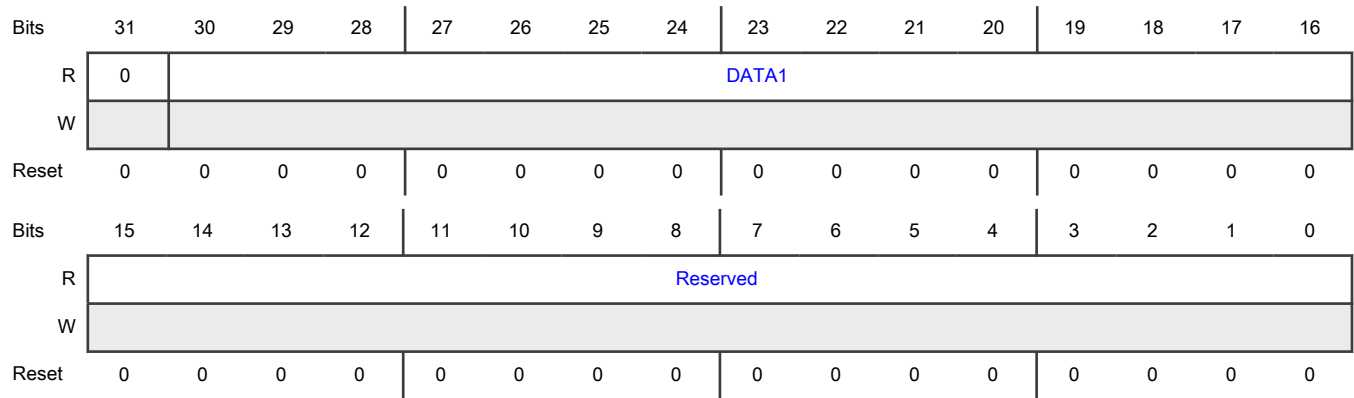 Bits 31 30 29 28 27 26 25 24 23 22 21 20 19 18 17 16
R 0 DATA1
W
Reset 0 0 0 0 0 0 0 0 0 0 0 0 0 0 0 0
Bits 15 14 13 12 11 10 9 8 7 6 5 4 3 2 1 0
R Reserved
W
Reset 0 0 0 0 0 0 0 0 0 0 0 0 0 0 0 0